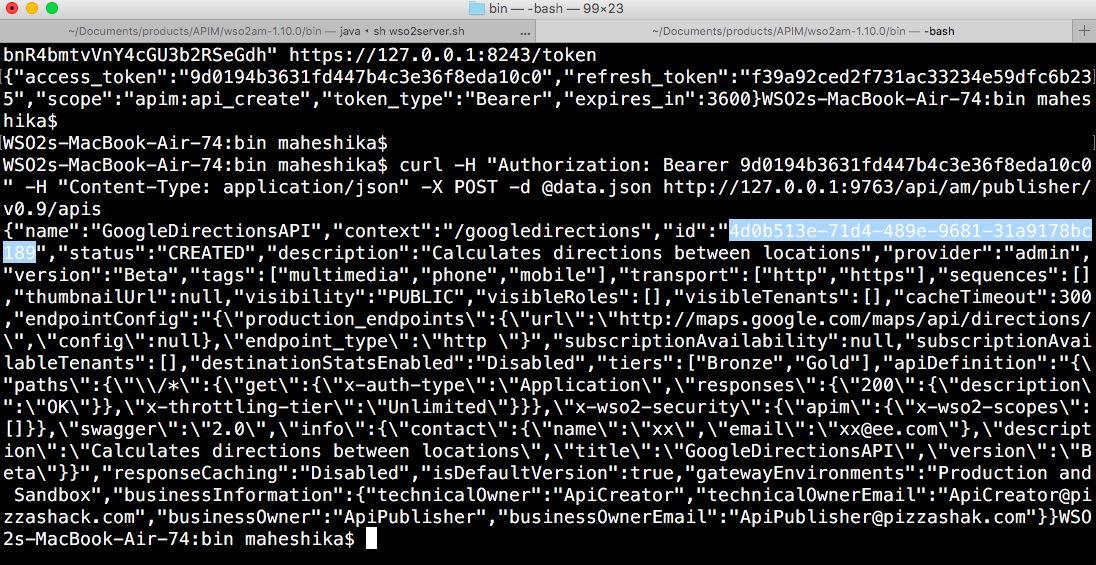 bin — -bash — 99×23
~/Documents/products/APIM/wso2am-1.10.0/bin — java • sh wso2server.sh ...
~/Documents/products/APIM/wso2am-1.10.0/bin — -bash +
bnR4bmtvVnY4cGU3b2RSeGdh" https://127.0.0.1:8243/token
{"access_token":"9d0194b3631fd447b4c3e36f8eda10c0","refresh_token":"f39a92ced2f731ac33234e59dfc6b23
5","scope":"apim:api_create","token_type":"Bearer","expires_in":3600}WSO2s-MacBook-Air-74:bin mahes
hika$
WSO2s-MacBook-Air-74:bin maheshika$
WSO2s-MacBook-Air-74:bin maheshika$ curl -H "Authorization: Bearer 9d0194b3631fd447b4c3e36f8eda10c0
" -H "Content-Type: application/json" -X POST -d @data.json http://127.0.0.1:9763/api/am/publisher/
v0.9/apis
{"name":"GoogleDirectionsAPI","context":"/googledirections","id":"4d0b513e-71d4-489e-9681-31a9178bc
189","status":"CREATED","description":"Calculates directions between locations","provider":"admin",
"version":"Beta","tags":["multimedia","phone","mobile"],"transport":["http","https"],"sequences":[]
,"thumbnailUrl":null,"visibility":"PUBLIC","visibleRoles":[],"visibleTenants":[],"cacheTimeout":300
,"endpointConfig":"{\"production_endpoints\":{\"url\":\"http://maps.google.com/maps/api/directions/
\",\"config\":null},\"endpoint_type\":\"http \"}","subscriptionAvailability":null,"subscriptionAvai
lableTenants":[],"destinationStatsEnabled":"Disabled","tiers":["Bronze","Gold"],"apiDefinition":"{\
"paths\":{\"\\/*\":{\"get\":{\"x-auth-type\":\"Application\",\"responses\":{\"200\":{\"description\
":\"OK\"}},\"x-throttling-tier\":\"Unlimited\"}}},\"x-wso2-security\":{\"apim\":{\"x-wso2-scopes\":
[]}},\"swagger\":\"2.0\",\"info\":{\"contact\":{\"name\":\"xx\",\"email\":\"xx@ee.com\"},\"descript
ion\":\"Calculates directions between locations\",\"title\":\"GoogleDirectionsAPI\",\"version\":\"B
eta\"}}","responseCaching":"Disabled","isDefaultVersion":true,"gatewayEnvironments":"Production and
 Sandbox","businessInformation":{"technicalOwner":"ApiCreator","technicalOwnerEmail":"ApiCreator@pi
zzashack.com","businessOwner":"ApiPublisher","businessOwnerEmail":"ApiPublisher@pizzashak.com"}}WSO
2s-MacBook-Air-74:bin maheshika$